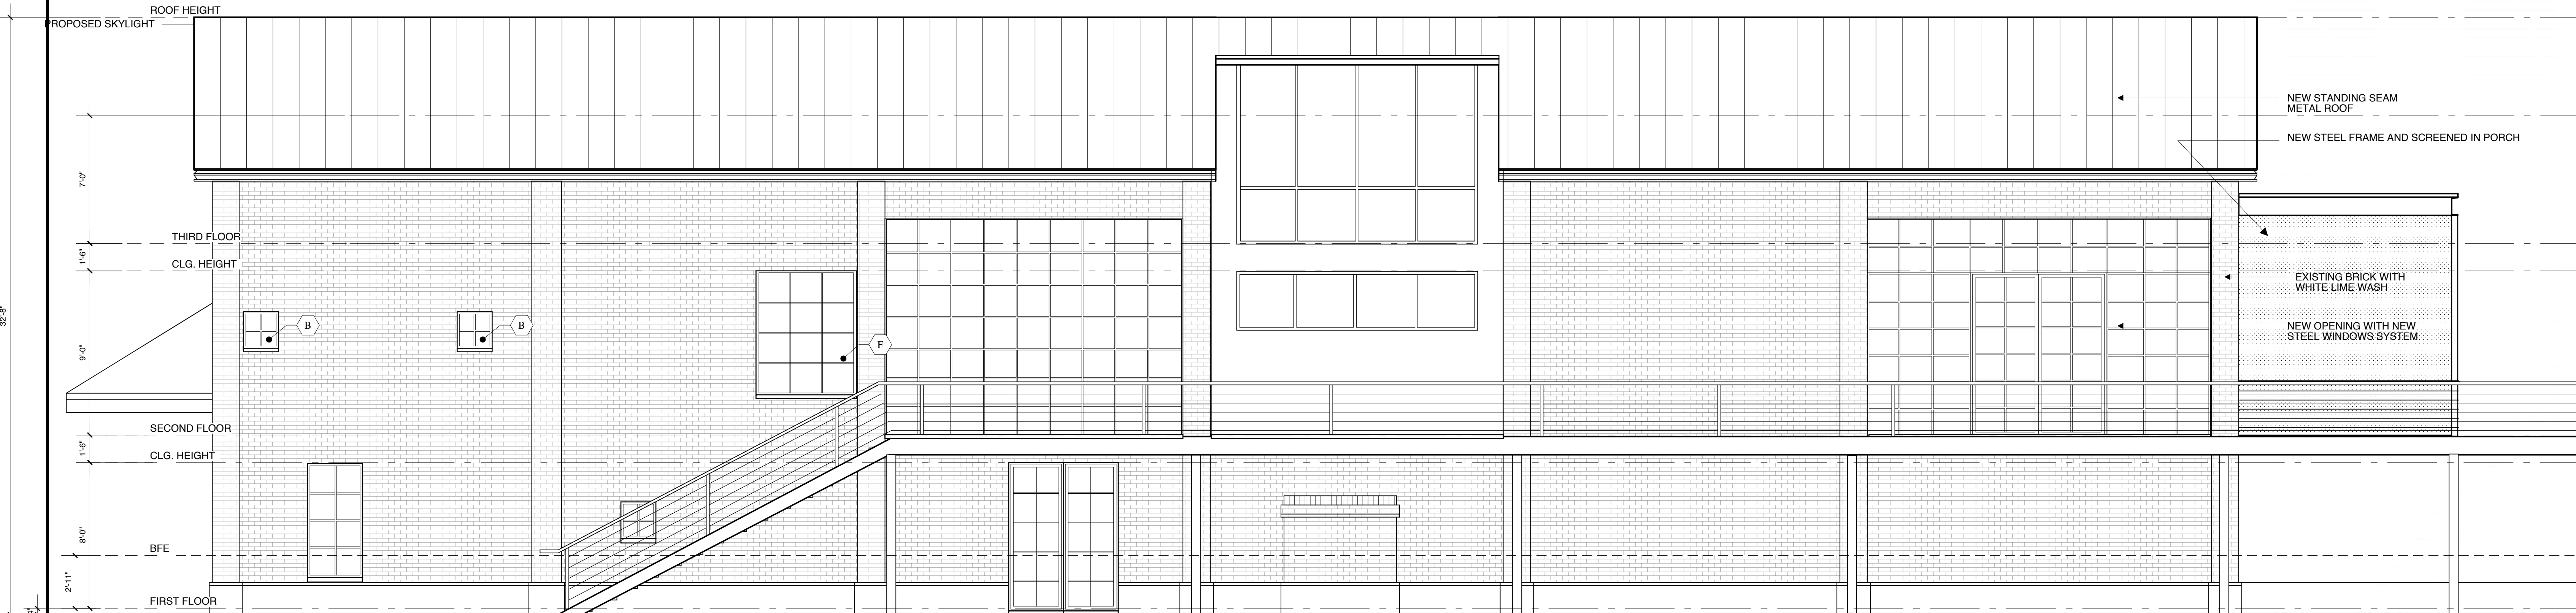 ROOF HEIGHT
PROPOSED SKYLIGHT
NEW STANDING SEAM
METAL ROOF
NEW STEEL FRAME AND SCREENED IN PORCH
7'-0"
THIRD FLOOR
1'-6"
CLG. HEIGHT
EXISTING BRICK WITH
WHITE LIME WASH
32'-8"
B
B
NEW OPENING WITH NEW
STEEL WINDOWS SYSTEM
F
9'-0"
SECOND FLOOR
1'-6"
CLG. HEIGHT
8'-0"
BFE
2'-11"
FIRST FLOOR